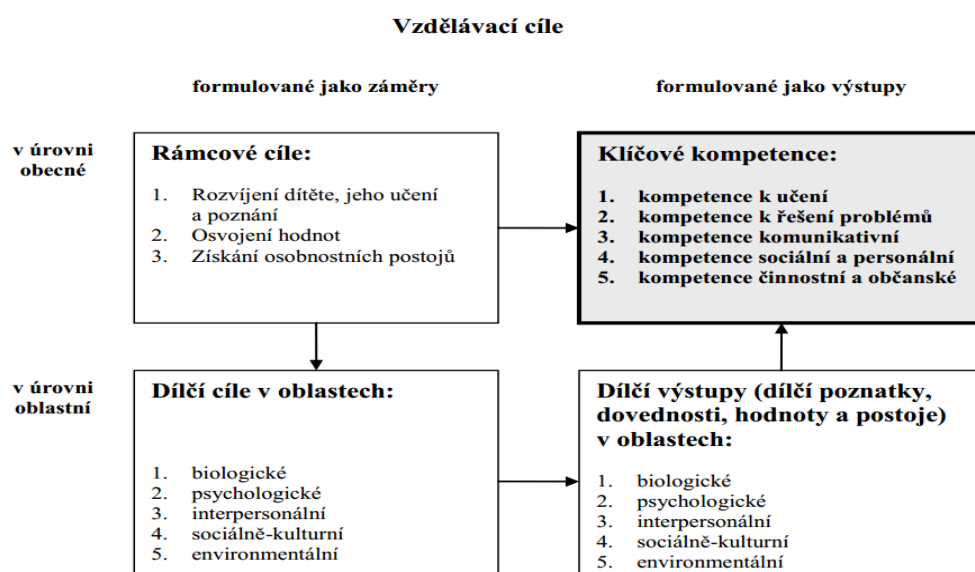 Vzdělávací cíle
formulované jako záměry
formulované jako výstupy
v úrovni
obecné
Rámcové cíle:
1. Rozvíjení dítěte, jeho učení
a poznání
2. Osvojení hodnot
3. Získání osobnostních postojů
Klíčové kompetence:
1. kompetence k učení
2. kompetence k řešení problémů
3. kompetence komunikativní
4. kompetence sociální a personální
5. kompetence činnostní a občanské
v úrovni
oblastní
Dílčí cíle v oblastech:
1. biologické
2. psychologické
3. interpersonální
4. sociálně-kulturní
5. environmentální
Dílčí výstupy (dílčí poznatky,
dovednosti, hodnoty a postoje)
v oblastech:
1. biologické
2. psychologické
3. interpersonální
4. sociálně-kulturní
5. environmentální